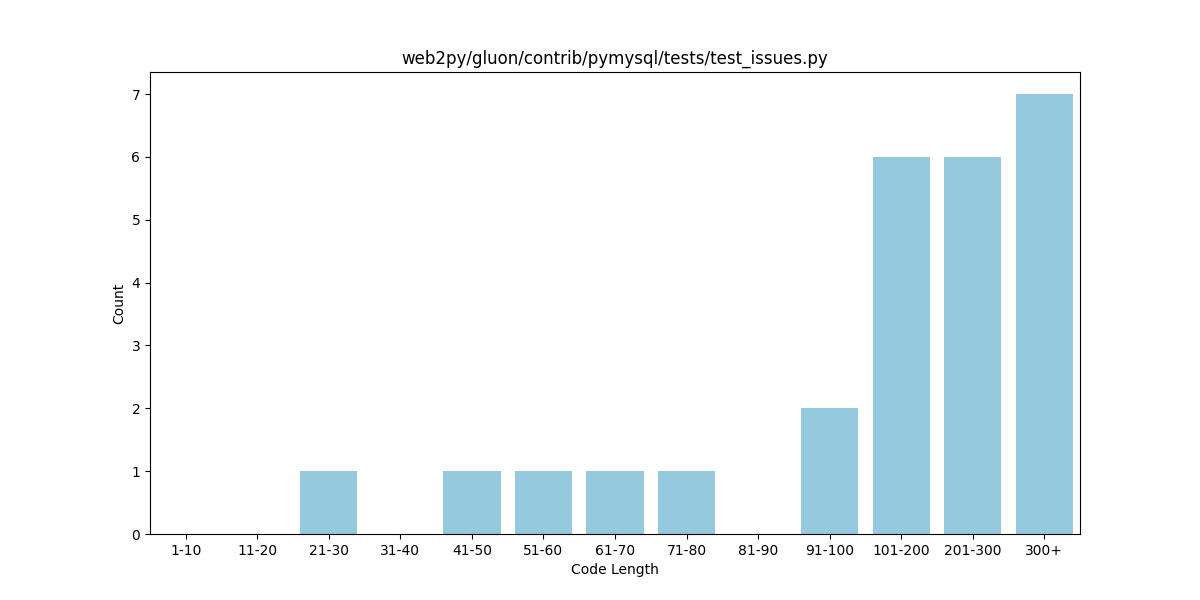 web2py/gluon/contrib/pymysql/tests/test_issues.py
Count
7
6
5
4
3
2
1
0
1-10 11-20 21-30 31-40 41-50 51-60 61-70 71-80 81-90 91-100 101-200 201-300 300+
Code Length